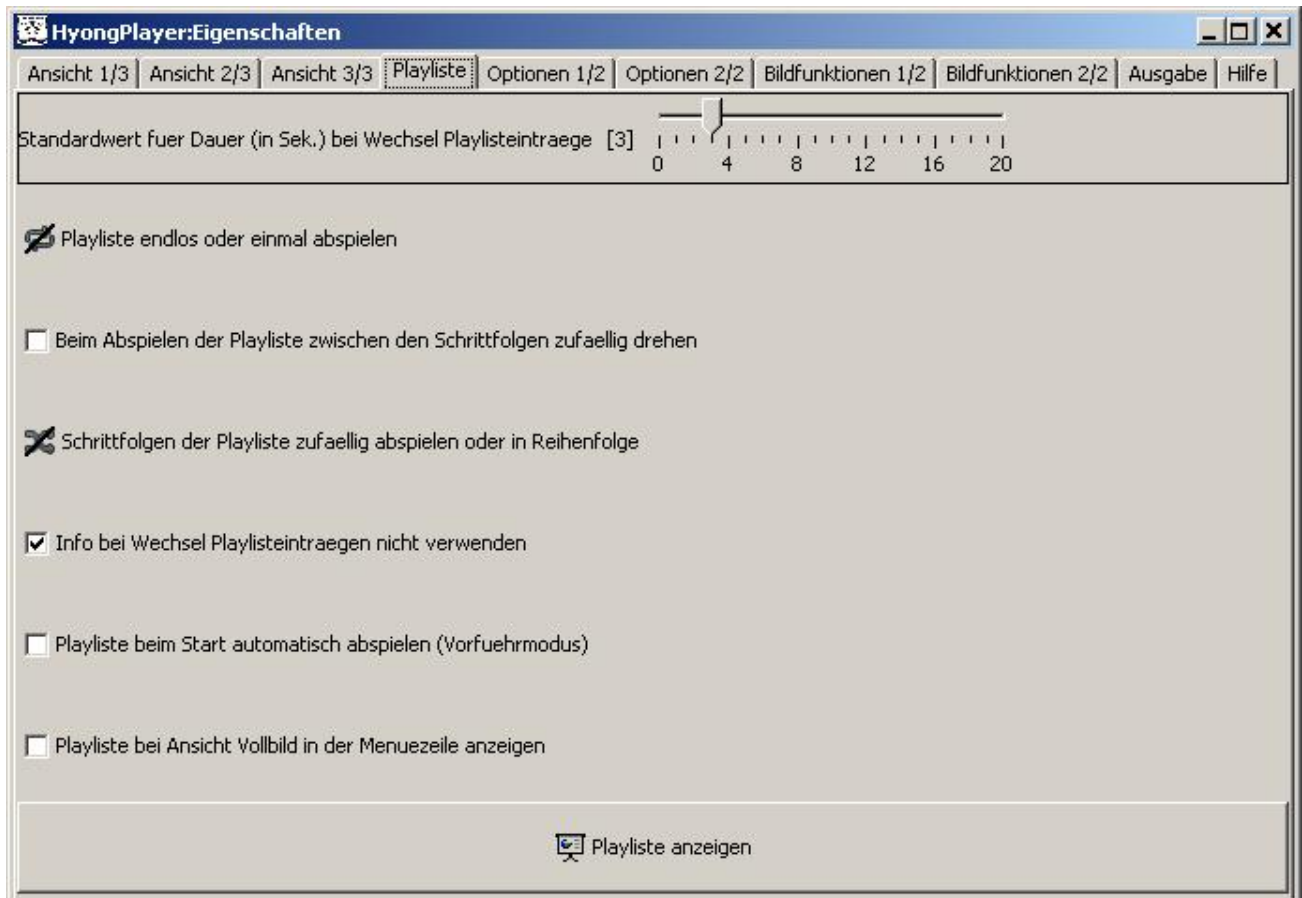 HyongPlayer:Eigenschaften
Ansicht 1/3 Ansicht 2/3 Ansicht 3/3 Playliste Optionen 1/2 Optionen 2/2 Bildfunktionen 1/2 Bildfunktionen 2/2 Ausgabe Hilfe
Standardwert fuer Dauer (in Sek.) bei Wechsel Playlisteintraege [3]
0 4 8 12 16 20
Playliste endlos oder einmal abspielen
Beim Abspielen der Playliste zwischen den Schrittfolgen zufaellig drehen
Schrittfolgen der Playliste zufaellig abspielen oder in Reihenfolge
Info bei Wechsel Playlisteintraegen nicht verwenden
Playliste beim Start automatisch abspielen (Vorfuehrmodus)
Playliste bei Ansicht Vollbild in der Menuezeile anzeigen
Playliste anzeigen